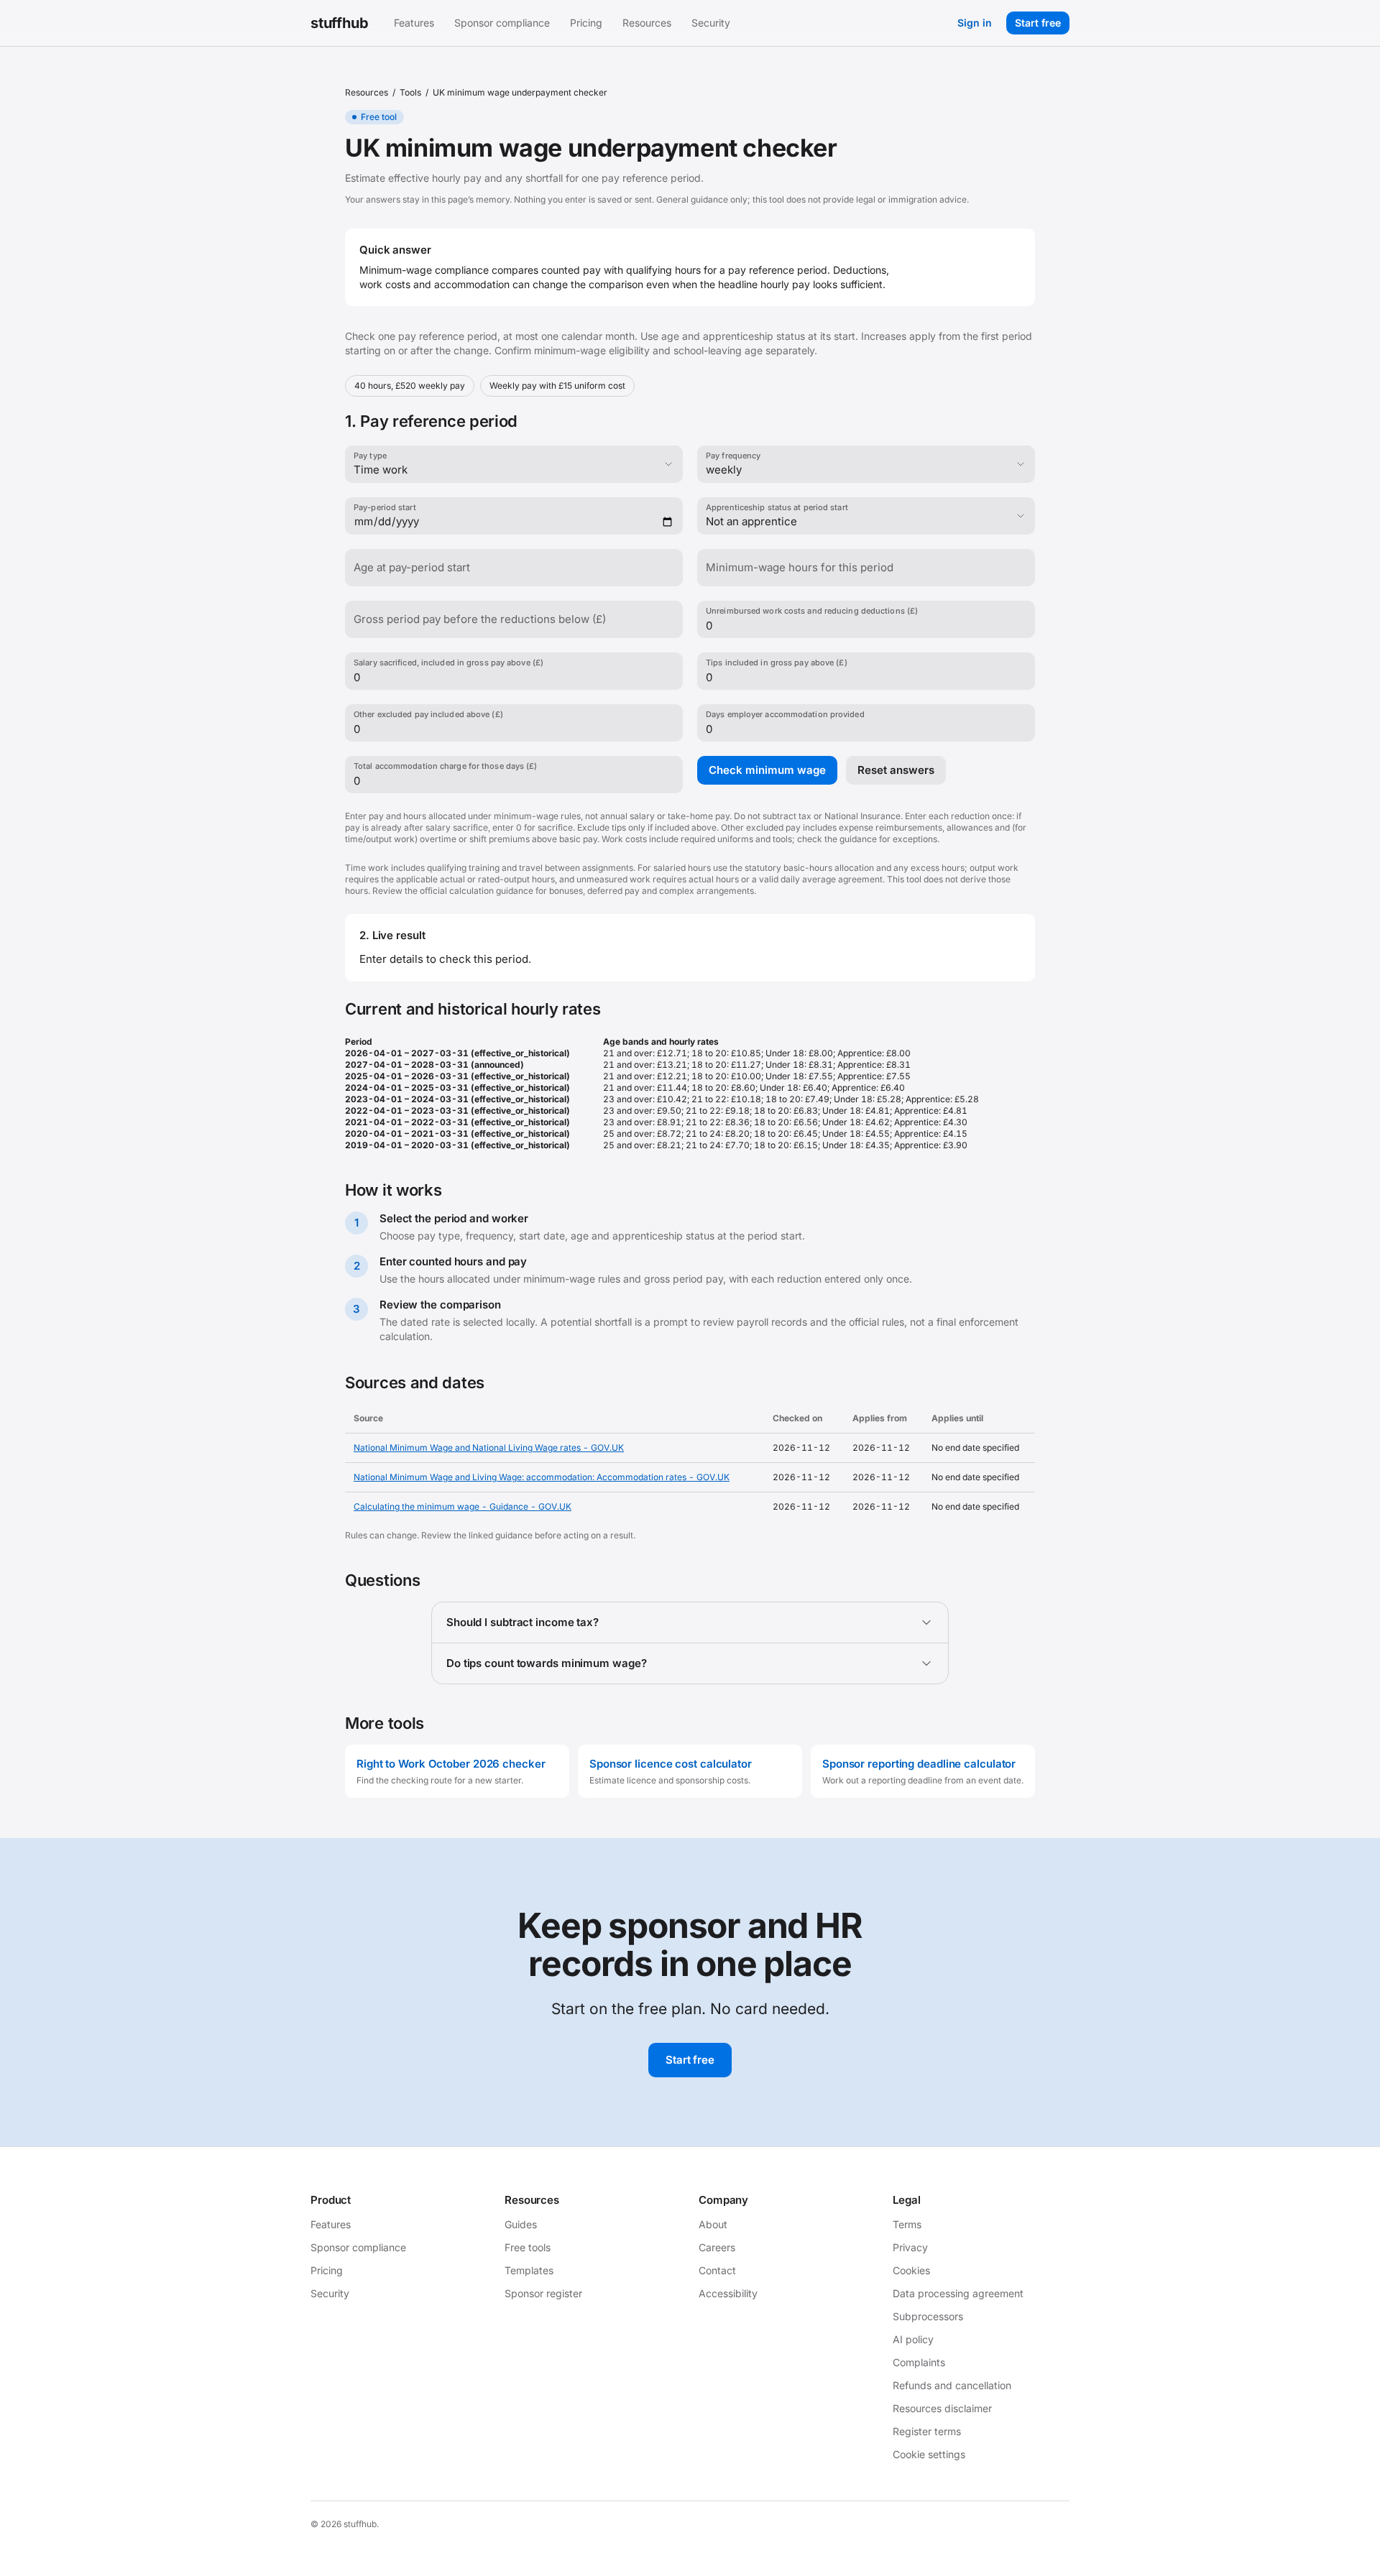 stuffhub
Features
Sponsor compliance
Pricing
Resources
Security
Sign in
Start free
Resources / Tools / UK minimum wage underpayment checker
Free tool
UK minimum wage underpayment checker
Estimate effective hourly pay and any shortfall for one pay reference period.
Your answers stay in this page's memory. Nothing you enter is saved or sent. General guidance only; this tool does not provide legal or immigration advice.
Quick answer
Minimum-wage compliance compares counted pay with qualifying hours for a pay reference period. Deductions,
work costs and accommodation can change the comparison even when the headline hourly pay looks sufficient.
Check one pay reference period, at most one calendar month. Use age and apprenticeship status at its start. Increases apply from the first period
starting on or after the change. Confirm minimum-wage eligibility and school-leaving age separately.
40 hours, £520 weekly pay
Weekly pay with £15 uniform cost
1. Pay reference period
Pay type
Time work
Pay frequency
weekly
Pay-period start
mm/dd/yyyy
Apprenticeship status at period start
Not an apprentice
Age at pay-period start
Minimum-wage hours for this period
Gross period pay before the reductions below (£)
Unreimbursed work costs and reducing deductions (£)
0
Salary sacrificed, included in gross pay above (£)
0
Tips included in gross pay above (£)
0
Other excluded pay included above (£)
0
Days employer accommodation provided
0
Total accommodation charge for those days (£)
0
Check minimum wage
Reset answers
Enter pay and hours allocated under minimum-wage rules, not annual salary or take-home pay. Do not subtract tax or National Insurance. Enter each reduction once: if
pay is already after salary sacrifice, enter 0 for sacrifice. Exclude tips only if included above. Other excluded pay includes expense reimbursements, allowances and (for
time/output work) overtime or shift premiums above basic pay. Work costs include required uniforms and tools; check the guidance for exceptions.
Time work includes qualifying training and travel between assignments. For salaried hours use the statutory basic-hours allocation and any excess hours; output work
requires the applicable actual or rated-output hours, and unmeasured work requires actual hours or a valid daily average agreement. This tool does not derive those
hours. Review the official calculation guidance for bonuses, deferred pay and complex arrangements.
2. Live result
Enter details to check this period.
Current and historical hourly rates
Period
Age bands and hourly rates
2026-04-01 – 2027-03-31 (effective_or_historical)
21 and over: £12.71; 18 to 20: £10.85; Under 18: £8.00; Apprentice: £8.00
2027-04-01 – 2028-03-31 (announced)
21 and over: £13.21; 18 to 20: £11.27; Under 18: £8.31; Apprentice: £8.31
2025-04-01 – 2026-03-31 (effective_or_historical)
21 and over: £12.21; 18 to 20: £10.00; Under 18: £7.55; Apprentice: £7.55
2024-04-01 – 2025-03-31 (effective_or_historical)
21 and over: £11.44; 18 to 20: £8.60; Under 18: £6.40; Apprentice: £6.40
2023-04-01 – 2024-03-31 (effective_or_historical)
23 and over: £10.42; 21 to 22: £10.18; 18 to 20: £7.49; Under 18: £5.28; Apprentice: £5.28
2022-04-01 – 2023-03-31 (effective_or_historical)
23 and over: £9.50; 21 to 22: £9.18; 18 to 20: £6.83; Under 18: £4.81; Apprentice: £4.81
2021-04-01 – 2022-03-31 (effective_or_historical)
23 and over: £8.91; 21 to 22: £8.36; 18 to 20: £6.56; Under 18: £4.62; Apprentice: £4.30
2020-04-01 – 2021-03-31 (effective_or_historical)
25 and over: £8.72; 21 to 24: £8.20; 18 to 20: £6.45; Under 18: £4.55; Apprentice: £4.15
2019-04-01 – 2020-03-31 (effective_or_historical)
25 and over: £8.21; 21 to 24: £7.70; 18 to 20: £6.15; Under 18: £4.35; Apprentice: £3.90
How it works
1
Select the period and worker
Choose pay type, frequency, start date, age and apprenticeship status at the period start.
2
Enter counted hours and pay
Use the hours allocated under minimum-wage rules and gross period pay, with each reduction entered only once.
3
Review the comparison
The dated rate is selected locally. A potential shortfall is a prompt to review payroll records and the official rules, not a final enforcement
calculation.
Sources and dates
Source
Checked on
Applies from
Applies until
National Minimum Wage and National Living Wage rates - GOV.UK
2026-11-12
2026-11-12
No end date specified
National Minimum Wage and Living Wage: accommodation: Accommodation rates - GOV.UK
2026-11-12
2026-11-12
No end date specified
Calculating the minimum wage - Guidance - GOV.UK
2026-11-12
2026-11-12
No end date specified
Rules can change. Review the linked guidance before acting on a result.
Questions
Should I subtract income tax?
Do tips count towards minimum wage?
More tools
Right to Work October 2026 checker
Find the checking route for a new starter.
Sponsor licence cost calculator
Estimate licence and sponsorship costs.
Sponsor reporting deadline calculator
Work out a reporting deadline from an event date.
Keep sponsor and HR
records in one place
Start on the free plan. No card needed.
Start free
Product
Features
Sponsor compliance
Pricing
Security
Resources
Guides
Free tools
Templates
Sponsor register
Company
About
Careers
Contact
Accessibility
Legal
Terms
Privacy
Cookies
Data processing agreement
Subprocessors
AI policy
Complaints
Refunds and cancellation
Resources disclaimer
Register terms
Cookie settings
© 2026 stuffhub.